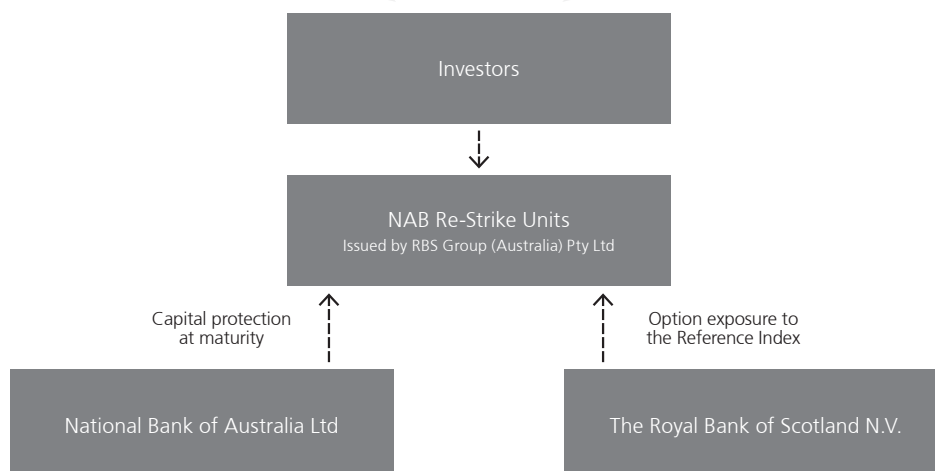 Investors
NAB Re-Strike Units
Issued by RBS Group (Australia) Pty Ltd
Capital protection
at maturity
Option exposure to
the Reference Index
National Bank of Australia Ltd
The Royal Bank of Scotland N.V.